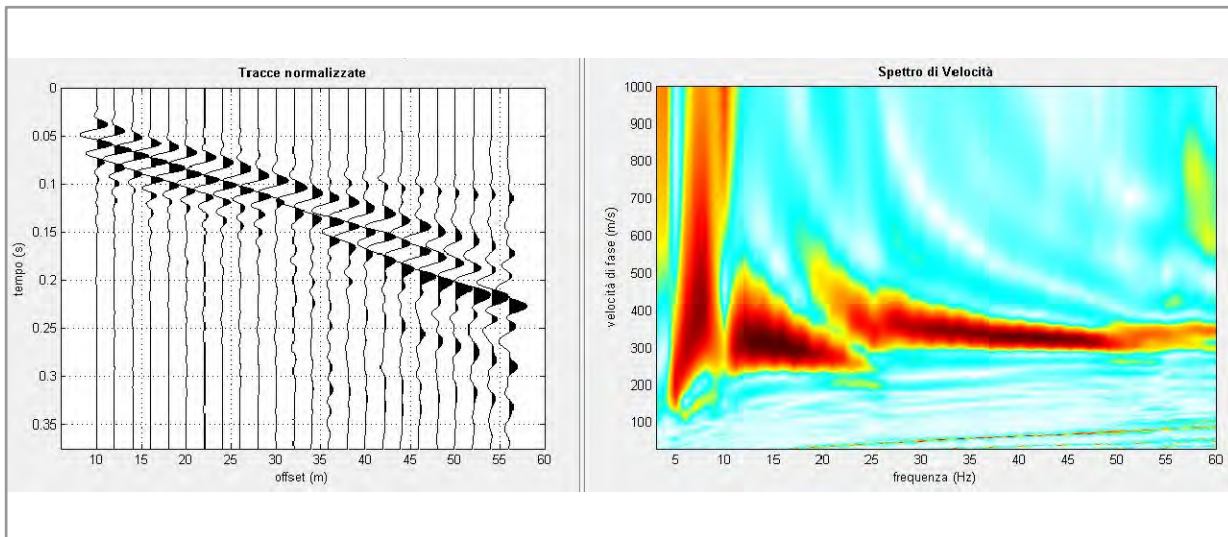 Tracce normalizzate
0
0.05
0.1
0.15
0.2
0.25
0.3
0.35
tempo (s)
10 15 20 25 30 35 40 45 50 55 60
offset (m)
Spettro di Velocità
1000
900
800
700
600
500
400
300
200
100
velocità di fase (m/s)
5 10 15 20 25 30 35 40 45 50 55 60
frequenza (Hz)